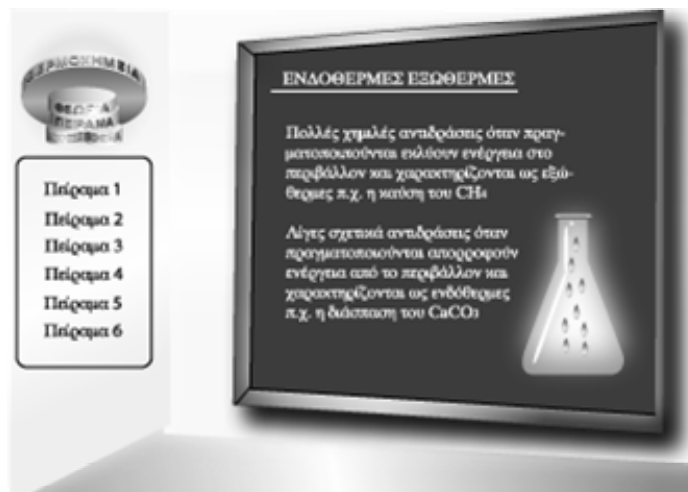 ΘΕΡΜΟΧΗΜΕΙΑ
ΘΕΩΡΙΑ
ΠΕΙΡΑΜΑ
Πείραμα 1
Πείραμα 2
Πείραμα 3
Πείραμα 4
Πείραμα 5
Πείραμα 6
ΕΝΔΟΘΕΡΜΕΣ ΕΞΩΘΕΡΜΕΣ
Πολλές χημιλές αντιδράσεις όταν πραγ-
ματοποιτούνται εκλύουν ενέργεια στο
περιβάλλον και χαρακτηρίζονται ως εξώ-
θερμες π.χ. η καύση του CH4
Λίγες σχετικά αντιδράσεις όταν
πραγματοποιούνται απορροφούν
ενέργεια από το περιβάλλον και
χαρακτηρίζονται ως ενδόθερμες
π.χ. η διάσπαση του CaCO3